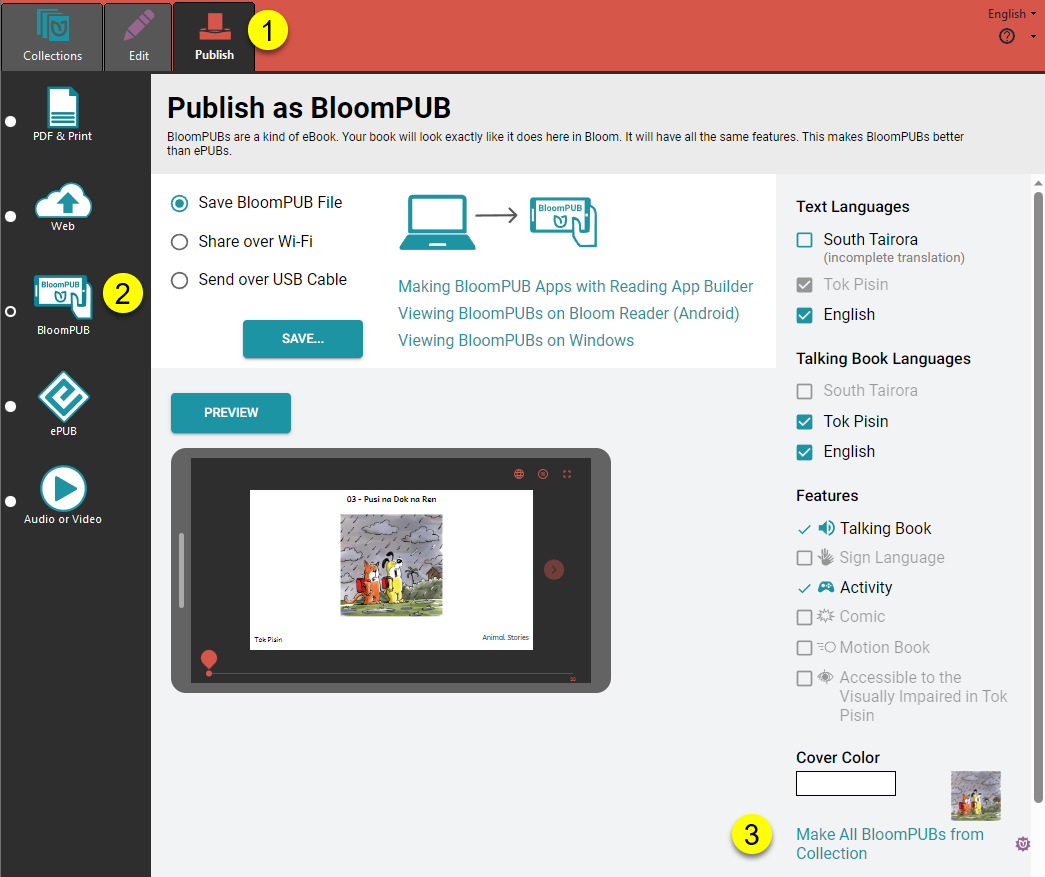 Collections
Edit
Publish
1
English
PDF & Print
Web
BloomPUB
2
BloomPUB
ePUB
Audio or Video
Publish as BloomPUB
BloomPUBs are a kind of eBook. Your book will look exactly like it does here in Bloom. It will have all the same features. This makes BloomPUBs better
than ePUBs.
Save BloomPUB File
Share over Wi-Fi
Send over USB Cable
SAVE...
BloomPUB
Making BloomPUB Apps with Reading App Builder
Viewing BloomPUBs on Bloom Reader (Android)
Viewing BloomPUBs on Windows
PREVIEW
03 - Pusi na Dok na Ren
Tok Pisin
Animal Stories
Text Languages
South Tairora
(incomplete translation)
Tok Pisin
English
Talking Book Languages
South Tairora
Tok Pisin
English
Features
Talking Book
Sign Language
Activity
Comic
Motion Book
Accessible to the
Visually Impaired in Tok
Pisin
Cover Color
3
Make All BloomPUBs from
Collection